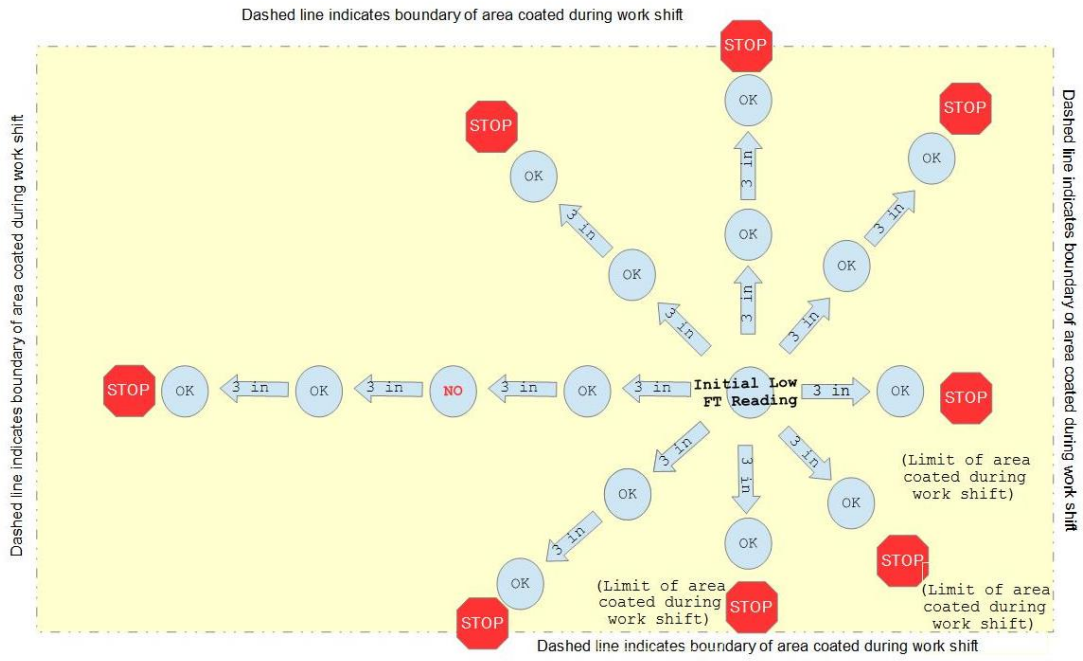 Dashed line indicates boundary of area coated during work shift
STOP
OK
STOP
STOP
3 in
OK
OK
3 in
3 in
OK
OK
OK
3 in
3 in
3 in
STOP
OK
3 in
OK
3 in
NO
3 in
OK
3 in
Initial Low
FT Reading
3 in
OK
STOP
3 in
3 in
3 in
(Limit of area
coated during
work shift)
OK
OK
3 in
OK
STOP
OK
(Limit of area
coated during
work shift)
STOP
(Limit of area
coated during
work shift)
STOP
Dashed line indicates boundary of area coated during work shift
Dashed line indicates boundary of area coated during work shift
Dashed line indicates boundary of area coated during work shift